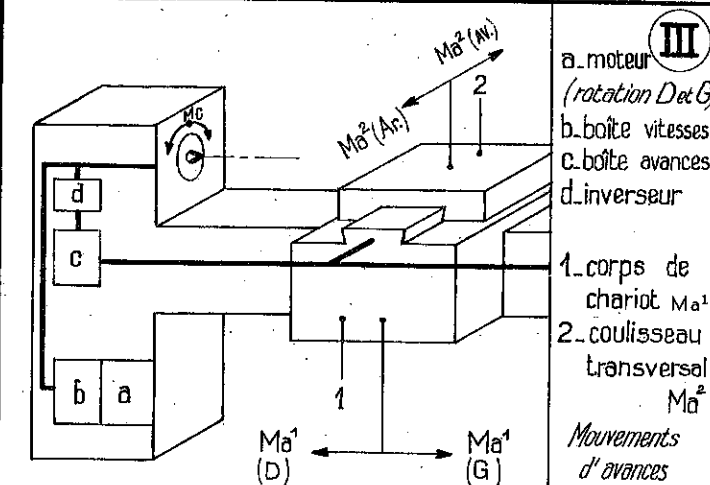 Ma² (AV.)
2
Ma² (Ar.)
Mc
d
c
b
a
1
Ma¹
(D)
Ma¹
(G)
III
a_moteur
(rotation D et G)
b_boîte vitesses
c_boîte avances
d_inverseur
1_corps de
chariot Ma¹
2_coulisseau
transversal
Ma²
Mouvements
d'avances